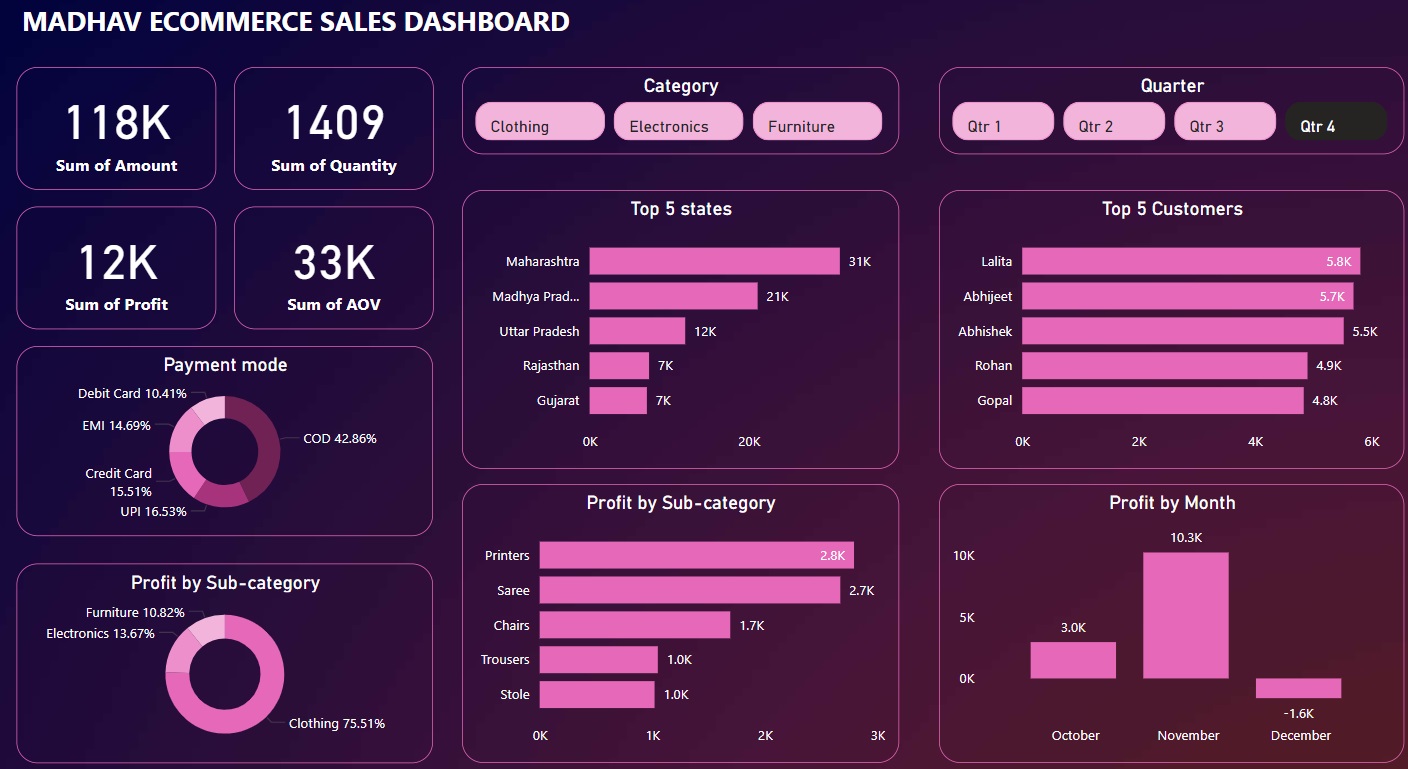 MADHAV ECOMMERCE SALES DASHBOARD
118K
Sum of Amount
1409
Sum of Quantity
12K
Sum of Profit
33K
Sum of AOV
Category
Clothing
Electronics
Furniture
Quarter
Qtr 1
Qtr 2
Qtr 3
Qtr 4
Payment mode
Debit Card 10.41%
EMI 14.69%
Credit Card
15.51%
UPI 16.53%
COD 42.86%
Profit by Sub-category
Furniture 10.82%
Electronics 13.67%
Clothing 75.51%
Top 5 states
Maharashtra 31K
Madhya Prad... 21K
Uttar Pradesh 12K
Rajasthan 7K
Gujarat 7K
0K 20K
Top 5 Customers
Lalita 5.8K
Abhijeet 5.7K
Abhishek 5.5K
Rohan 4.9K
Gopal 4.8K
0K 2K 4K 6K
Profit by Sub-category
Printers 2.8K
Saree 2.7K
Chairs 1.7K
Trousers 1.0K
Stole 1.0K
0K 1K 2K 3K
Profit by Month
10K
5K
0K
3.0K
10.3K
-1.6K
October November December